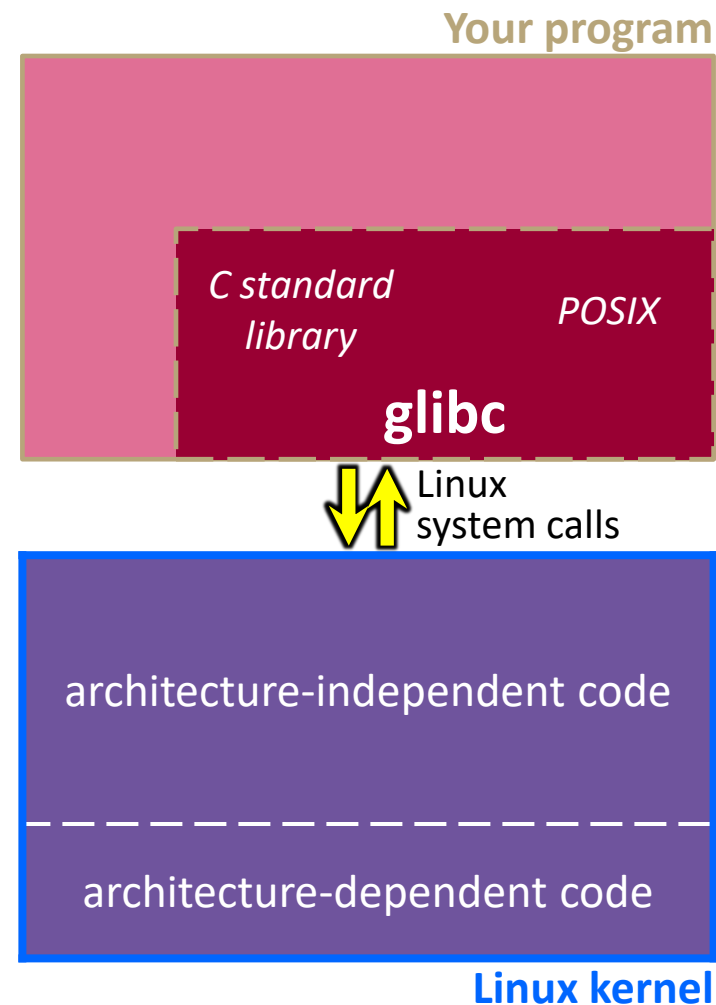 Your program
C standard
library
POSIX
glibc
Linux
system calls
architecture-independent code
architecture-dependent code
Linux kernel